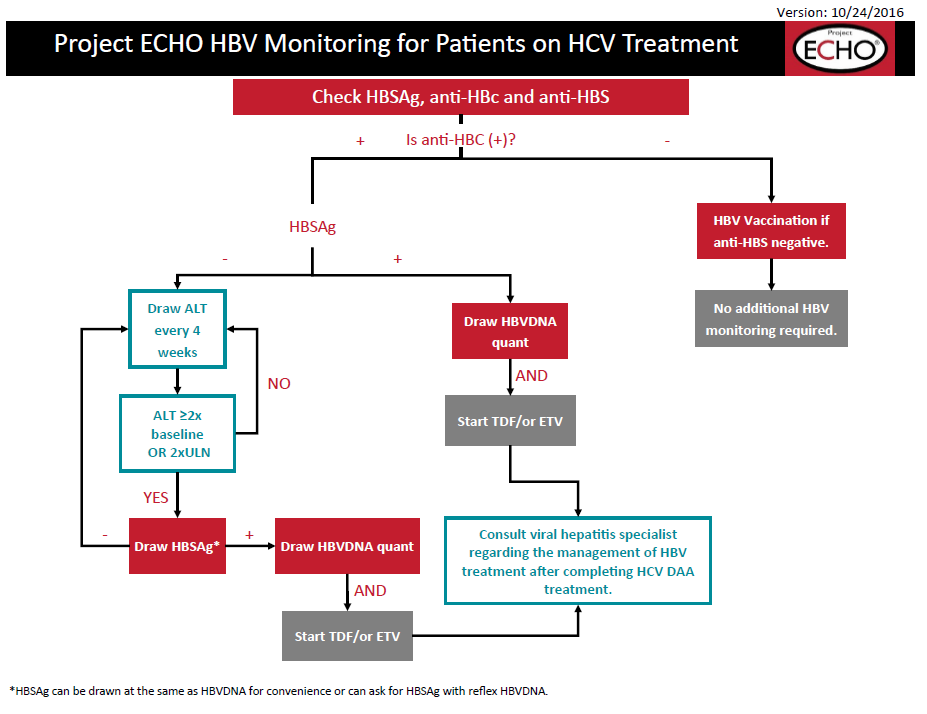 Version: 10/24/2016
Project ECHO HBV Monitoring for Patients on HCV Treatment
Project
ECHO®
Check HBSAg, anti-HBc and anti-HBS
+
Is anti-HBC (+)?
-
HBSAg
-
+
HBV Vaccination if
anti-HBS negative.
No additional HBV
monitoring required.
Draw ALT
every 4
weeks
NO
ALT ≥2x
baseline
OR 2xULN
YES
Draw HBVDNA
quant
AND
Start TDF/or ETV
-
Draw HBSAg*
+
Draw HBVDNA quant
AND
Start TDF/or ETV
Consult viral hepatitis specialist
regarding the management of HBV
treatment after completing HCV DAA
treatment.
*HBSAg can be drawn at the same as HBVDNA for convenience or can ask for HBSAg with reflex HBVDNA.